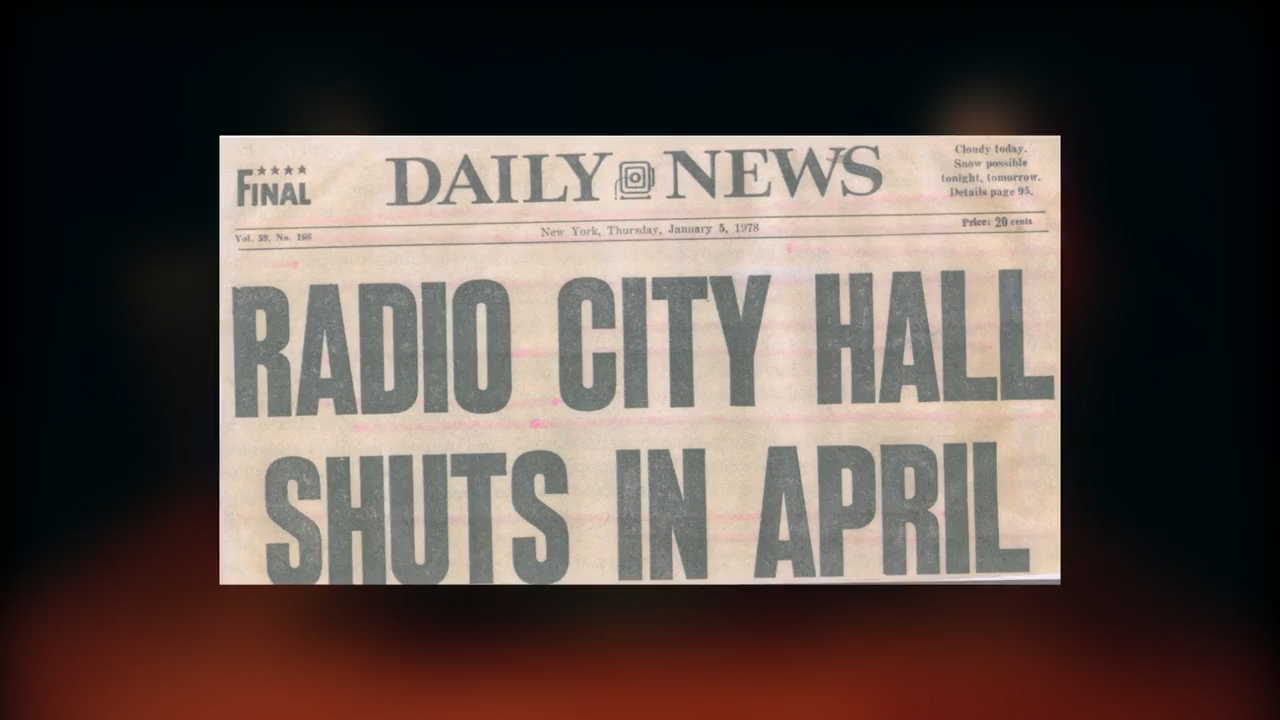 ★★★★
FINAL
DAILY NEWS
Cloudy today.
Snow possible
tonight, tomorrow.
Details page 95.
Vol. 59. No. 166
New York, Thursday, January 5, 1978
Price: 20 cents
RADIO CITY HALL
SHUTS IN APRIL